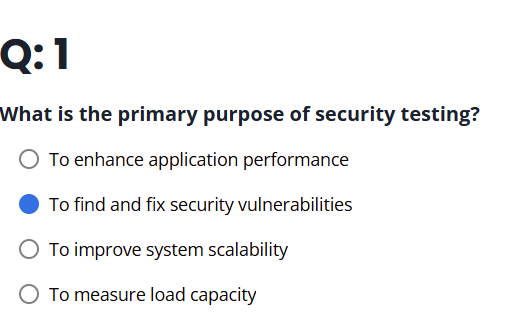 Q: 1
What is the primary purpose of security testing?
To enhance application performance
To find and fix security vulnerabilities
To improve system scalability
To measure load capacity